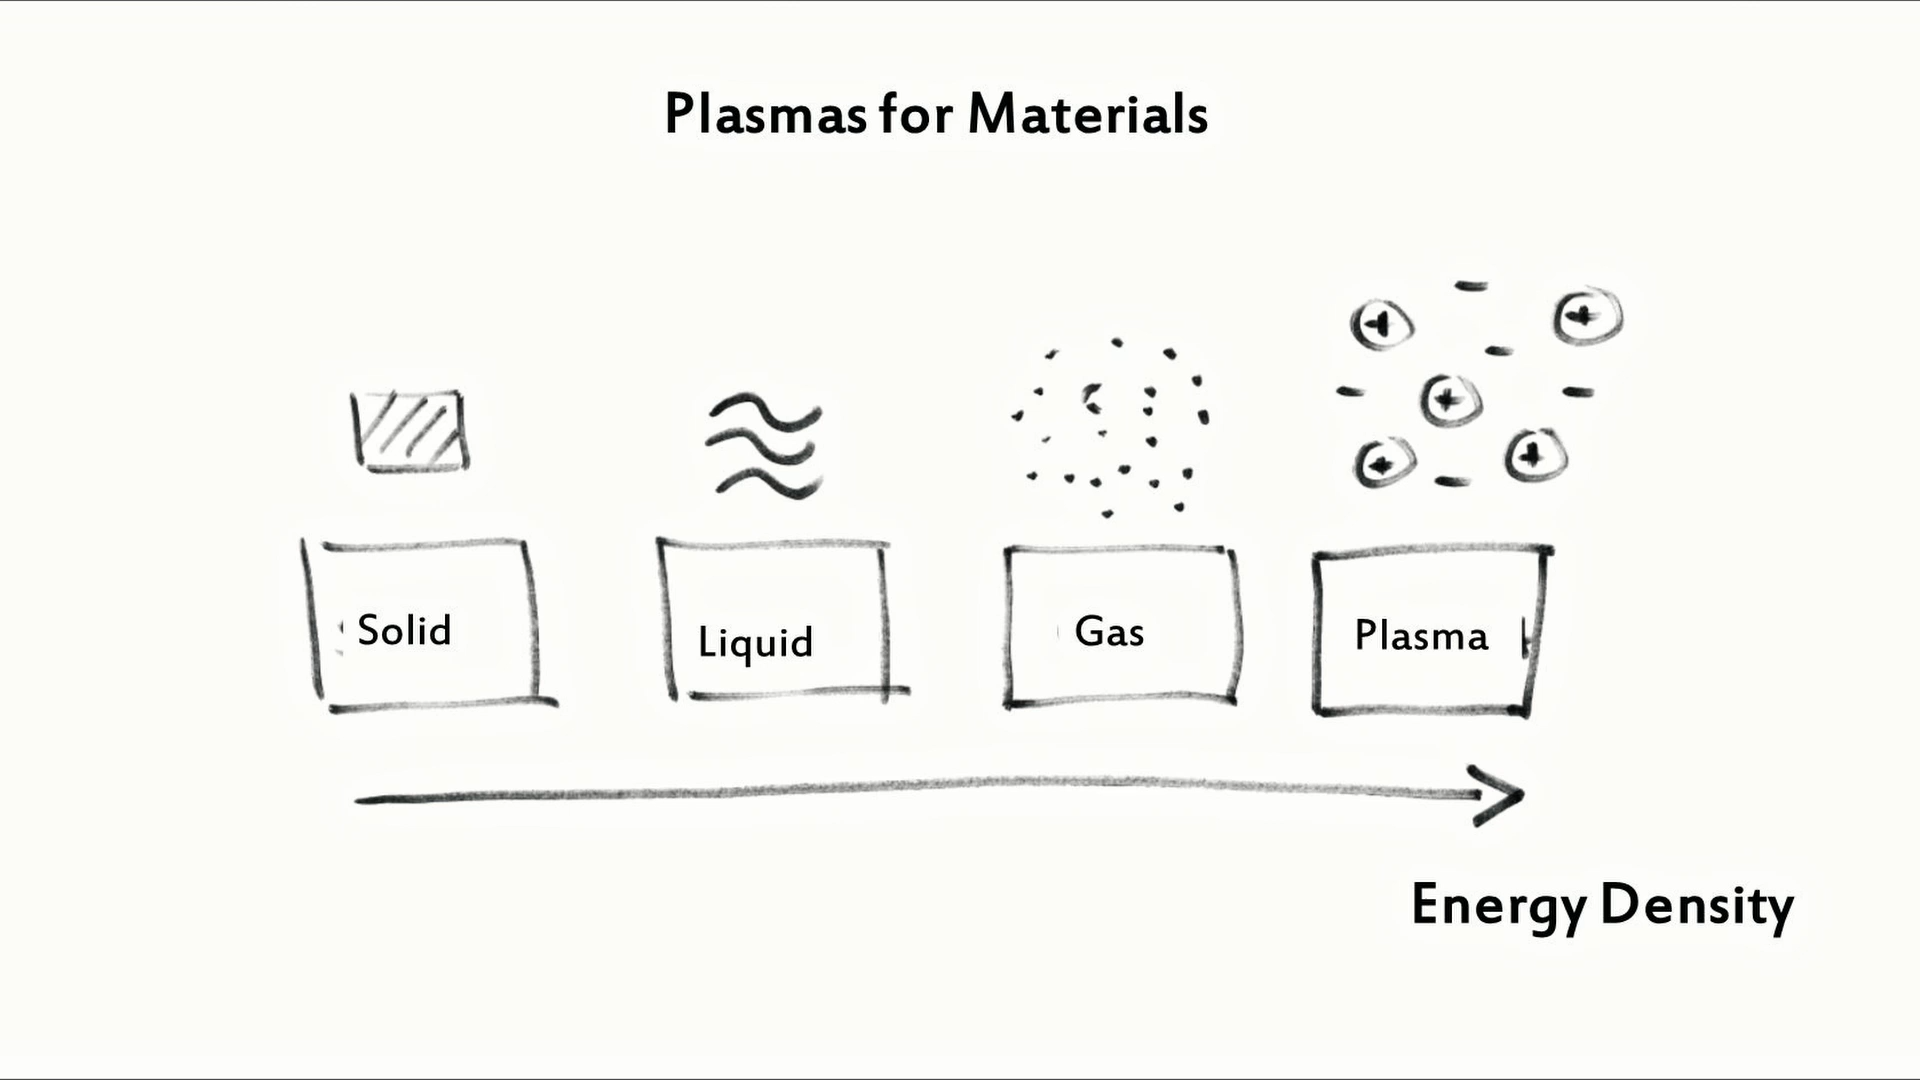 Plasmas for Materials
Solid
Liquid
Gas
Plasma
Energy Density